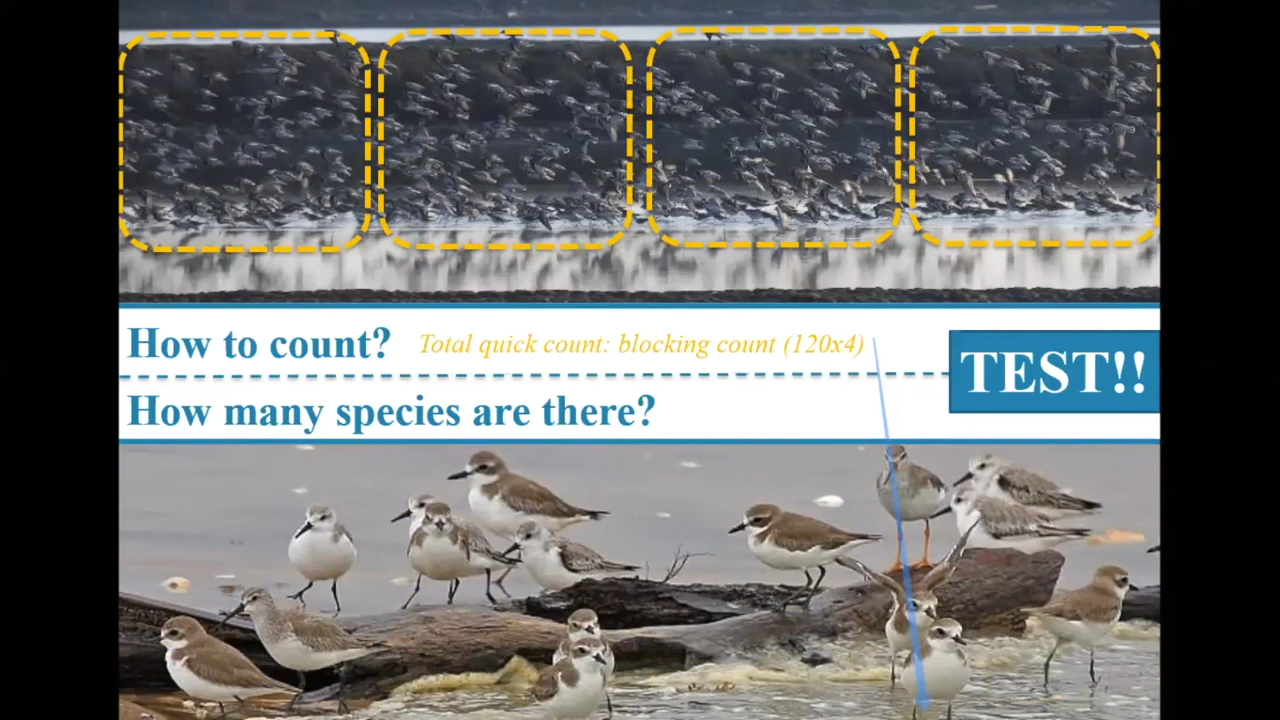 How to count? Total quick count: blocking count (120x4)
TEST!!
How many species are there?